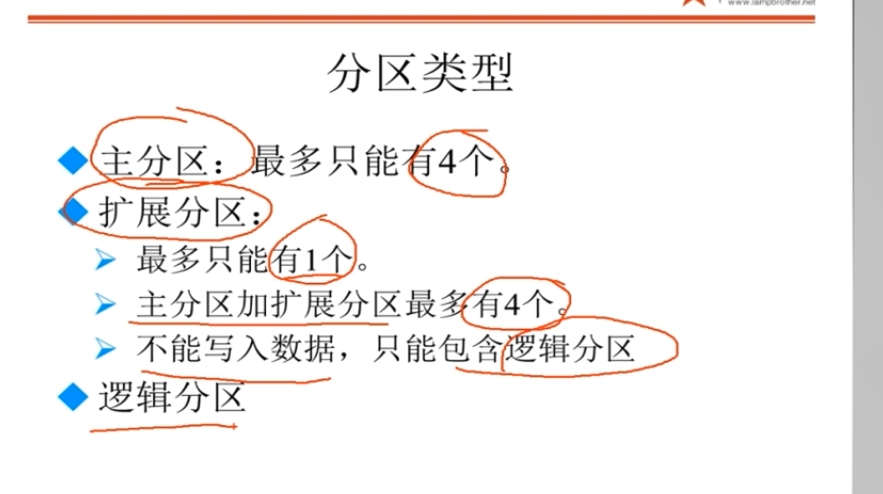 www.lampbrother.net
分区类型
主分区：最多只能有4个。
扩展分区：
最多只能有1个。
主分区加扩展分区最多有4个。
不能写入数据，只能包含逻辑分区
逻辑分区